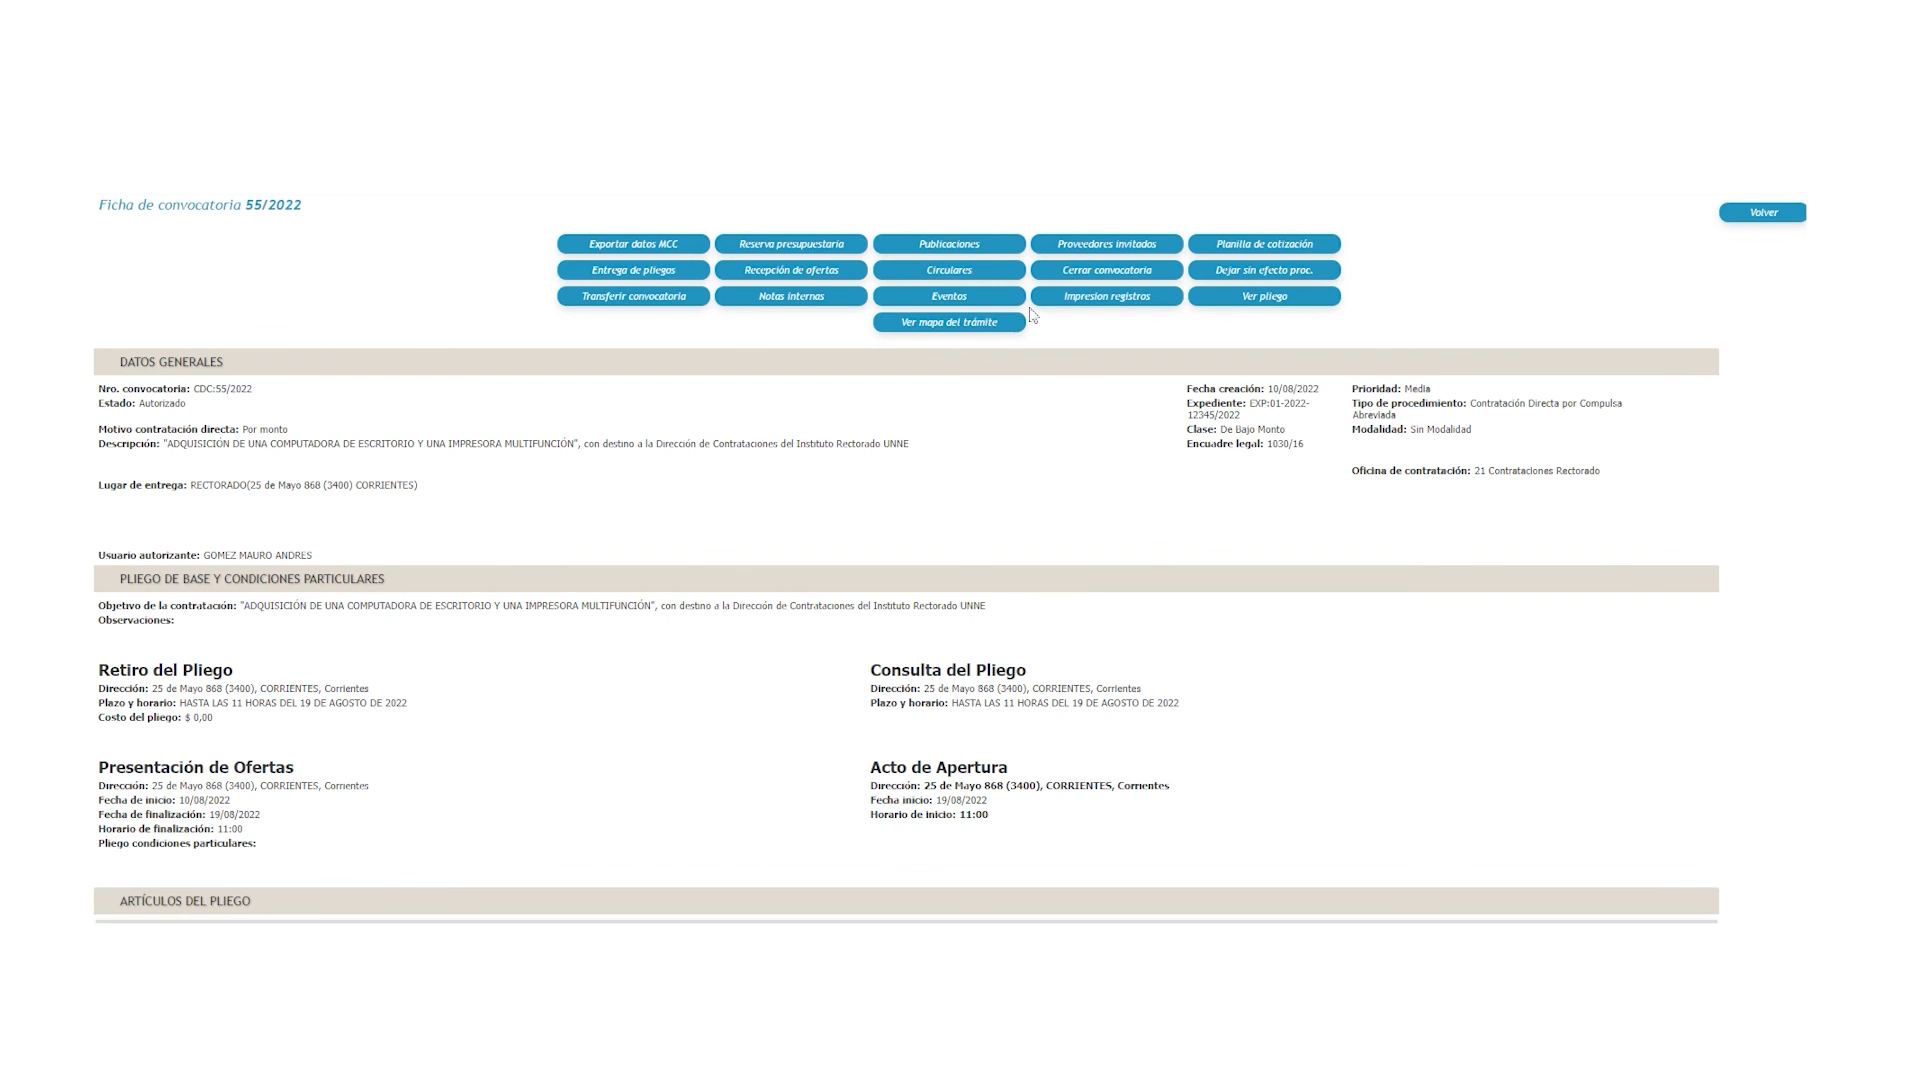 Ficha de convocatoria 55/2022
Volver
Exportar datos MCC
Reserva presupuestaria
Publicaciones
Proveedores invitados
Planilla de cotización
Entrega de pliegos
Recepción de ofertas
Circulares
Cerrar convocatoria
Dejar sin efecto proc.
Transferir convocatoria
Notas internas
Eventos
Impresion registros
Ver pliego
Ver mapa del trámite
DATOS GENERALES
Nro. convocatoria: CDC:55/2022
Estado: Autorizado
Motivo contratación directa: Por monto
Descripción: "ADQUISICIÓN DE UNA COMPUTADORA DE ESCRITORIO Y UNA IMPRESORA MULTIFUNCIÓN", con destino a la Dirección de Contrataciones del Instituto Rectorado UNNE
Lugar de entrega: RECTORADO(25 de Mayo 868 (3400) CORRIENTES)
Usuario autorizante: GOMEZ MAURO ANDRES
Fecha creación: 10/08/2022
Expediente: EXP:01-2022-
12345/2022
Clase: De Bajo Monto
Encuadre legal: 1030/16
Prioridad: Media
Tipo de procedimiento: Contratación Directa por Compulsa
Abreviada
Modalidad: Sin Modalidad
Oficina de contratación: 21 Contrataciones Rectorado
PLIEGO DE BASE Y CONDICIONES PARTICULARES
Objetivo de la contratación: "ADQUISICIÓN DE UNA COMPUTADORA DE ESCRITORIO Y UNA IMPRESORA MULTIFUNCIÓN", con destino a la Dirección de Contrataciones del Instituto Rectorado UNNE
Observaciones:
Retiro del Pliego
Dirección: 25 de Mayo 868 (3400), CORRIENTES, Corrientes
Plazo y horario: HASTA LAS 11 HORAS DEL 19 DE AGOSTO DE 2022
Costo del pliego: $ 0,00
Consulta del Pliego
Dirección: 25 de Mayo 868 (3400), CORRIENTES, Corrientes
Plazo y horario: HASTA LAS 11 HORAS DEL 19 DE AGOSTO DE 2022
Presentación de Ofertas
Dirección: 25 de Mayo 868 (3400), CORRIENTES, Corrientes
Fecha de inicio: 10/08/2022
Fecha de finalización: 19/08/2022
Horario de finalización: 11:00
Pliego condiciones particulares:
Acto de Apertura
Dirección: 25 de Mayo 868 (3400), CORRIENTES, Corrientes
Fecha inicio: 19/08/2022
Horario de inicio: 11:00
ARTÍCULOS DEL PLIEGO